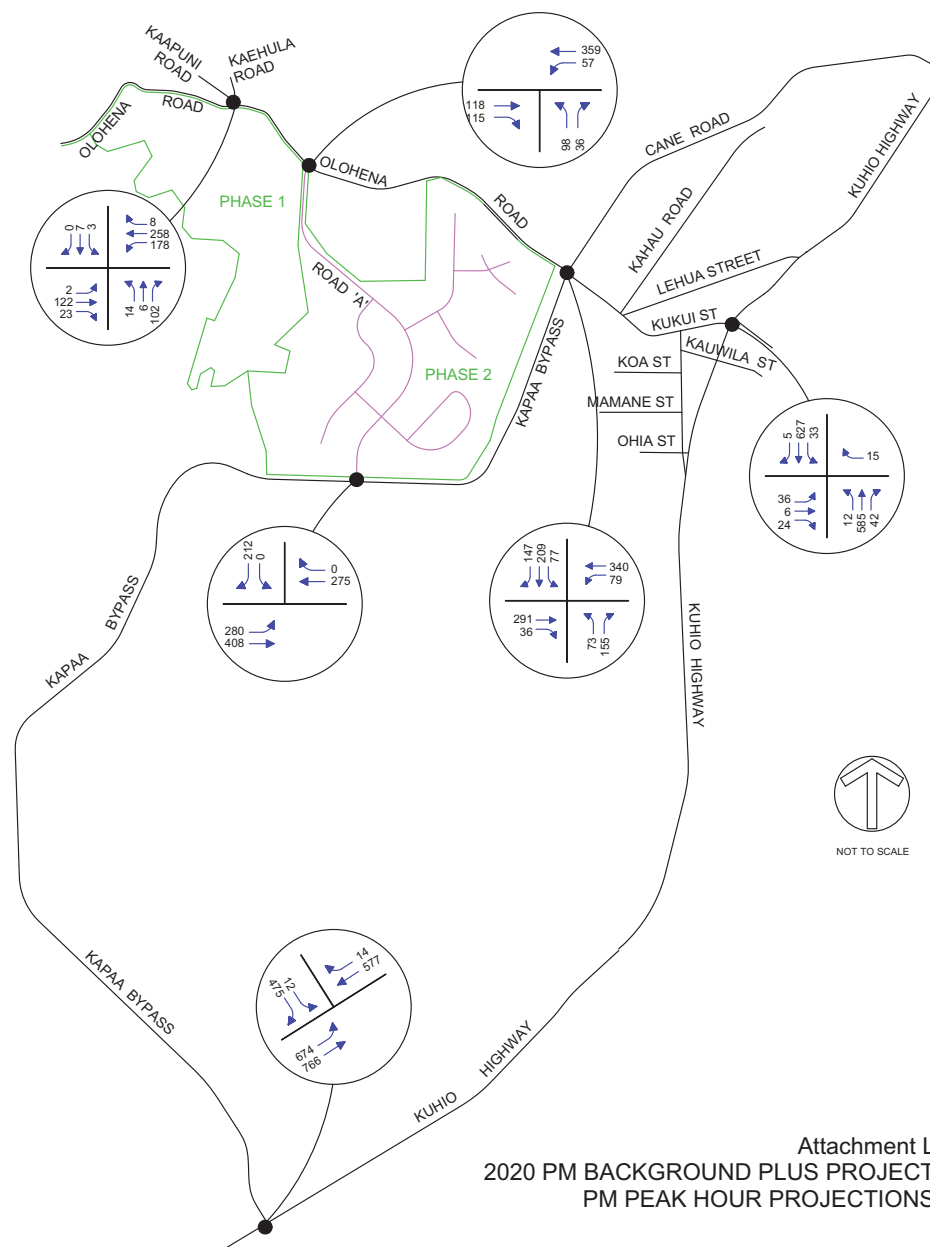 KAAPUNI
ROAD
KAEHULA
ROAD
OLOHENA
ROAD
359
57
118
115
98
36
OLOHENA
ROAD
CANE ROAD
KAHAU ROAD
KUHIO HIGHWAY
PHASE 1
0
7
3
8
258
178
2
122
23
14
6
102
ROAD 'A'
PHASE 2
KAPAA BYPASS
LEHUA STREET
KUKUI ST
KAUWILA ST
KOA ST
MAMANE ST
OHIA ST
5
627
33
15
36
6
24
12
585
42
212
0
0
275
280
408
147
209
77
340
79
291
36
73
155
KAPAA
BYPASS
KUHIO HIGHWAY
NOT TO SCALE
KAPAA BYPASS
475
12
14
577
674
766
KUHIO
HIGHWAY
Attachment L
2020 PM BACKGROUND PLUS PROJECT
PM PEAK HOUR PROJECTIONS